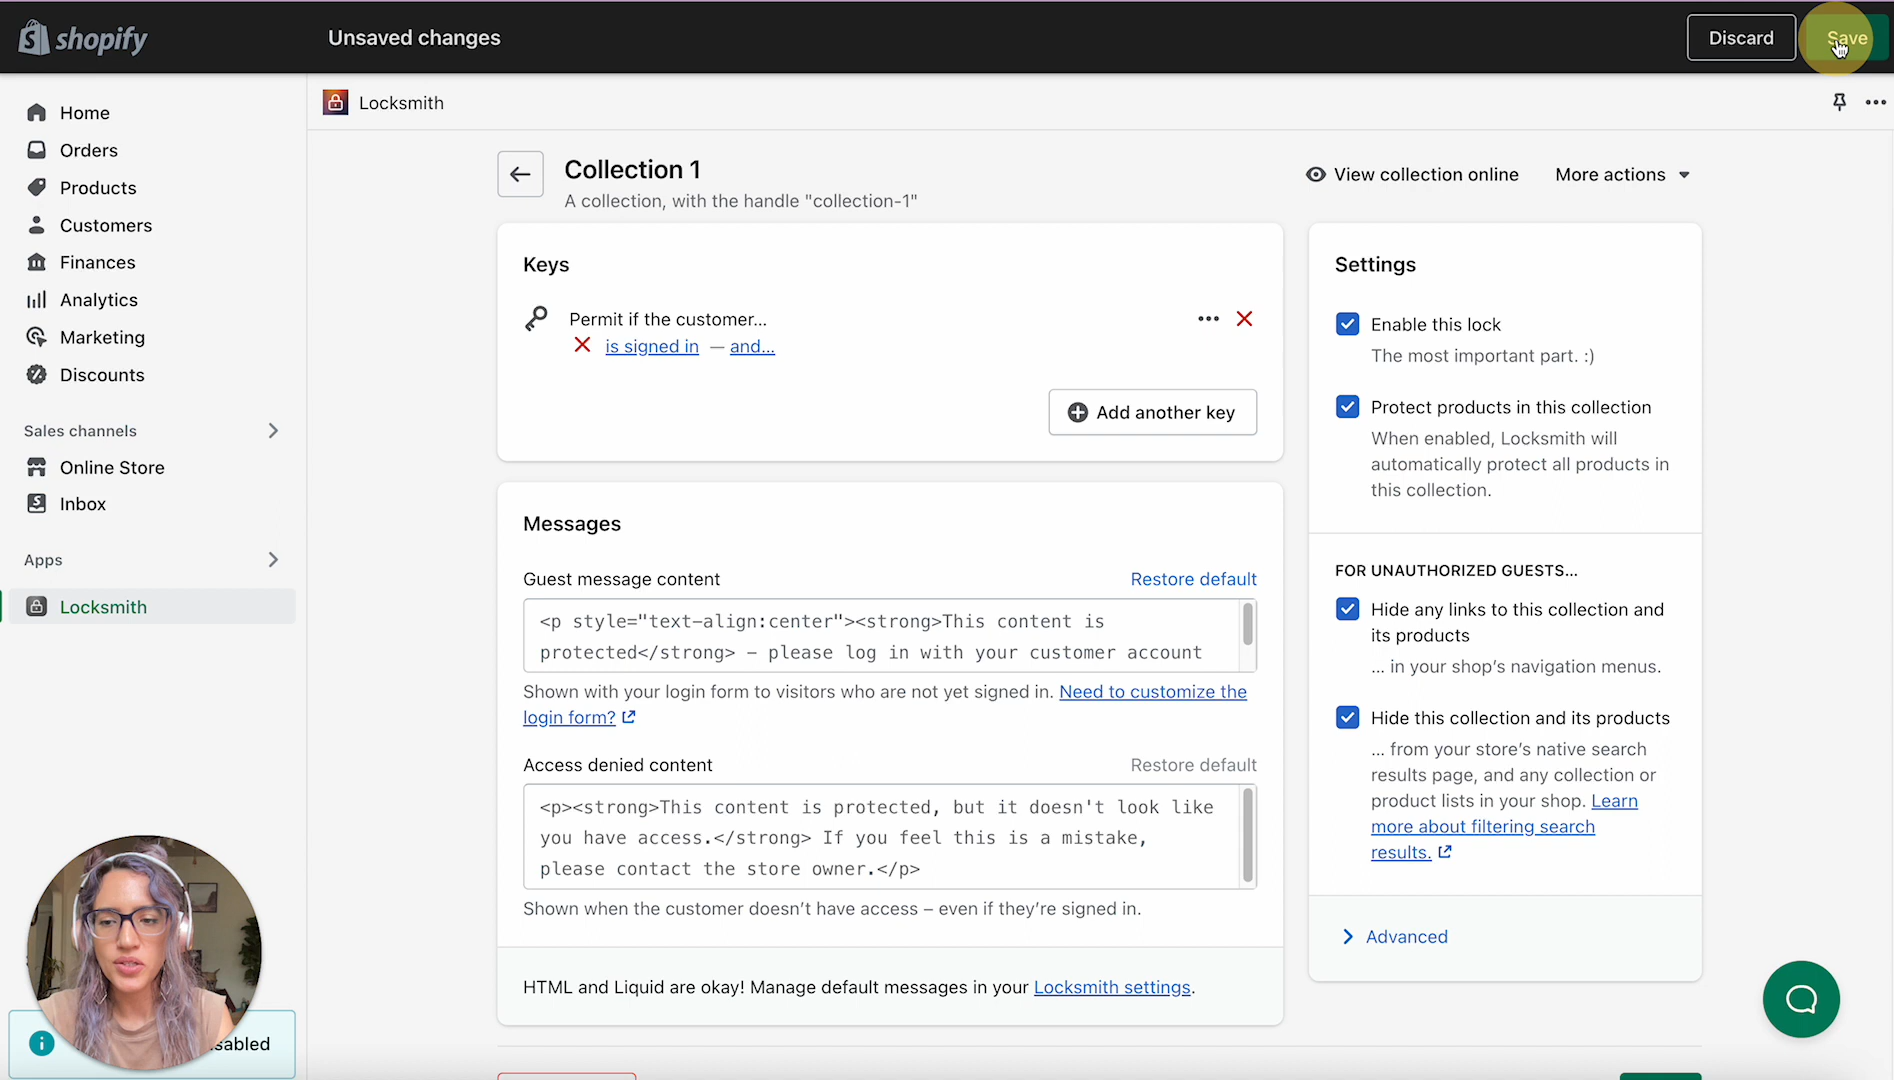 shopify
Unsaved changes
Discard
Save
Home
Orders
Products
Customers
Finances
Analytics
Marketing
Discounts
Sales channels
Online Store
Inbox
Apps
Locksmith
sabled
Locksmith
Collection 1
A collection, with the handle "collection-1"
View collection online
More actions
Keys
Permit if the customer...
is signed in — and...
Add another key
Messages
Guest message content
Restore default
<p style="text-align:center"><strong>This content is
protected</strong> – please log in with your customer account
Shown with your login form to visitors who are not yet signed in. Need to customize the
login form?
Access denied content
Restore default
<p><strong>This content is protected, but it doesn't look like
you have access.</strong> If you feel this is a mistake,
please contact the store owner.</p>
Shown when the customer doesn't have access – even if they're signed in.
HTML and Liquid are okay! Manage default messages in your Locksmith settings.
Settings
Enable this lock
The most important part. :)
Protect products in this collection
When enabled, Locksmith will
automatically protect all products in
this collection.
FOR UNAUTHORIZED GUESTS...
Hide any links to this collection and
its products
... in your shop's navigation menus.
Hide this collection and its products
... from your store's native search
results page, and any collection or
product lists in your shop. Learn
more about filtering search
results.
Advanced